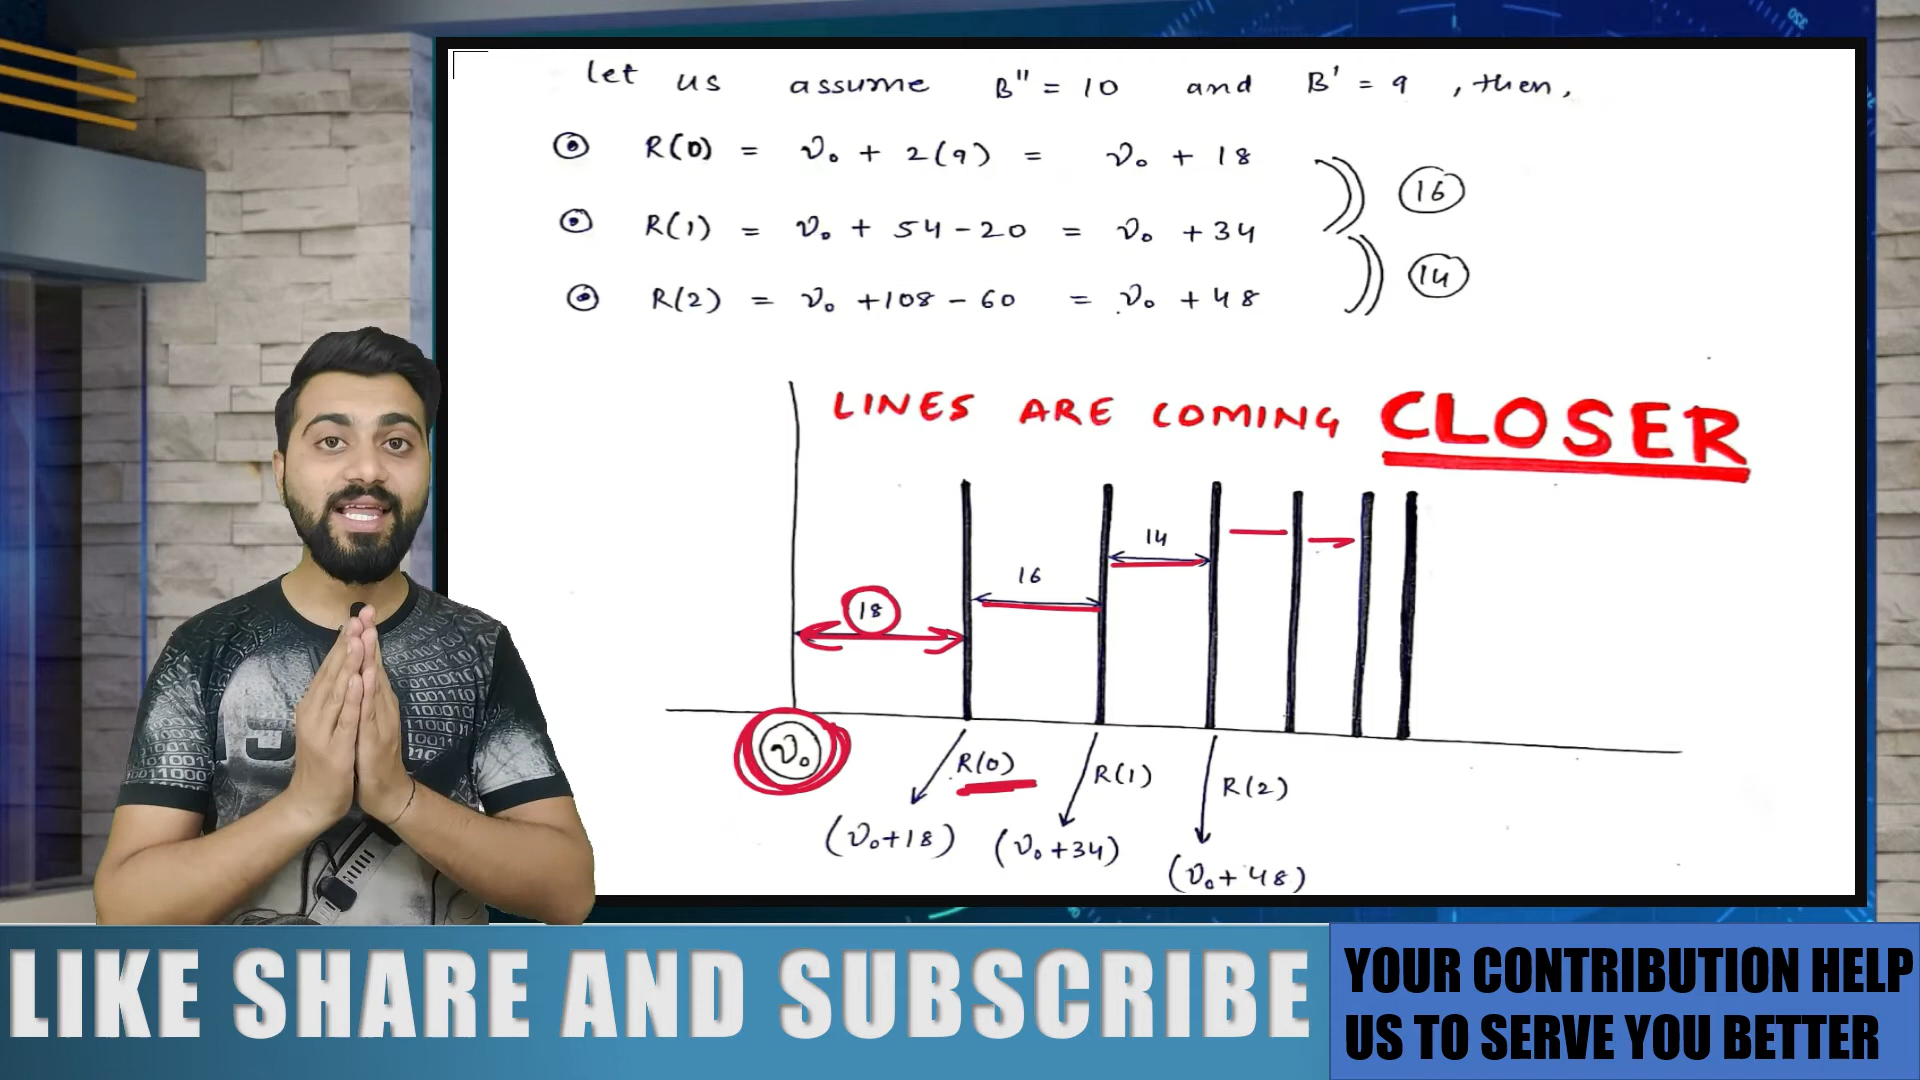 let us assume B" = 10 and B' = 9 , then,
R(0) = ν₀ + 2(9) = ν₀ + 18
16
R(1) = ν₀ + 54 - 20 = ν₀ + 34
14
R(2) = ν₀ + 108 - 60 = ν₀ + 48
LINES ARE COMING CLOSER
14
16
18
ν₀
R(0)
R(1)
R(2)
(ν₀+18)
(ν₀+34)
(ν₀+48)
LIKE SHARE AND SUBSCRIBE
YOUR CONTRIBUTION HELP
US TO SERVE YOU BETTER